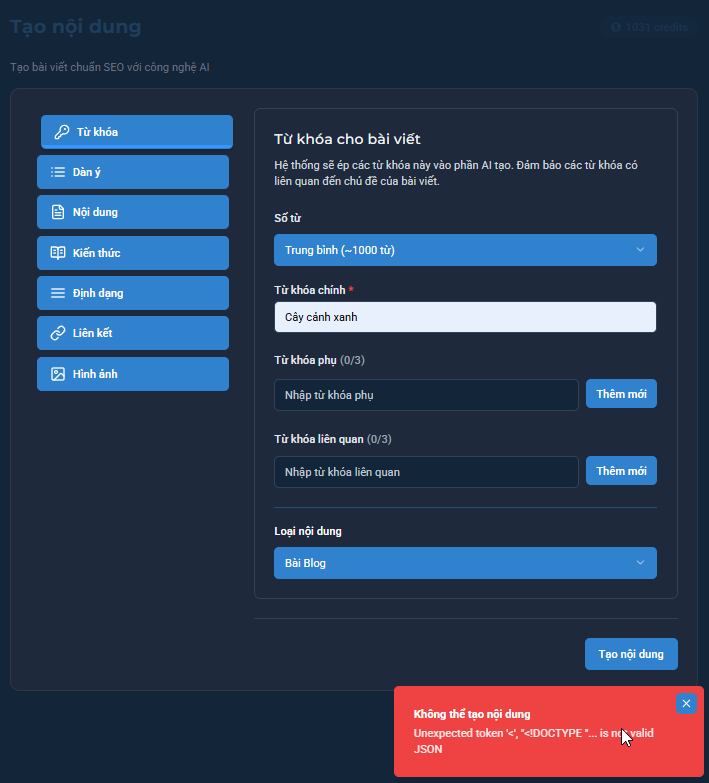 Tạo nội dung
1031 credits
Tạo bài viết chuẩn SEO với công nghệ AI
Từ khóa
Dàn ý
Nội dung
Kiến thức
Định dạng
Liên kết
Hình ảnh
Từ khóa cho bài viết
Hệ thống sẽ ép các từ khóa này vào phần AI tạo. Đảm bảo các từ khóa có
liên quan đến chủ đề của bài viết.
Số từ
Trung bình (~1000 từ)
Từ khóa chính *
Cây cảnh xanh
Từ khóa phụ (0/3)
Nhập từ khóa phụ
Thêm mới
Từ khóa liên quan (0/3)
Nhập từ khóa liên quan
Thêm mới
Loại nội dung
Bài Blog
Tạo nội dung
Không thể tạo nội dung
Unexpected token '<', "<!DOCTYPE "... is not valid
JSON